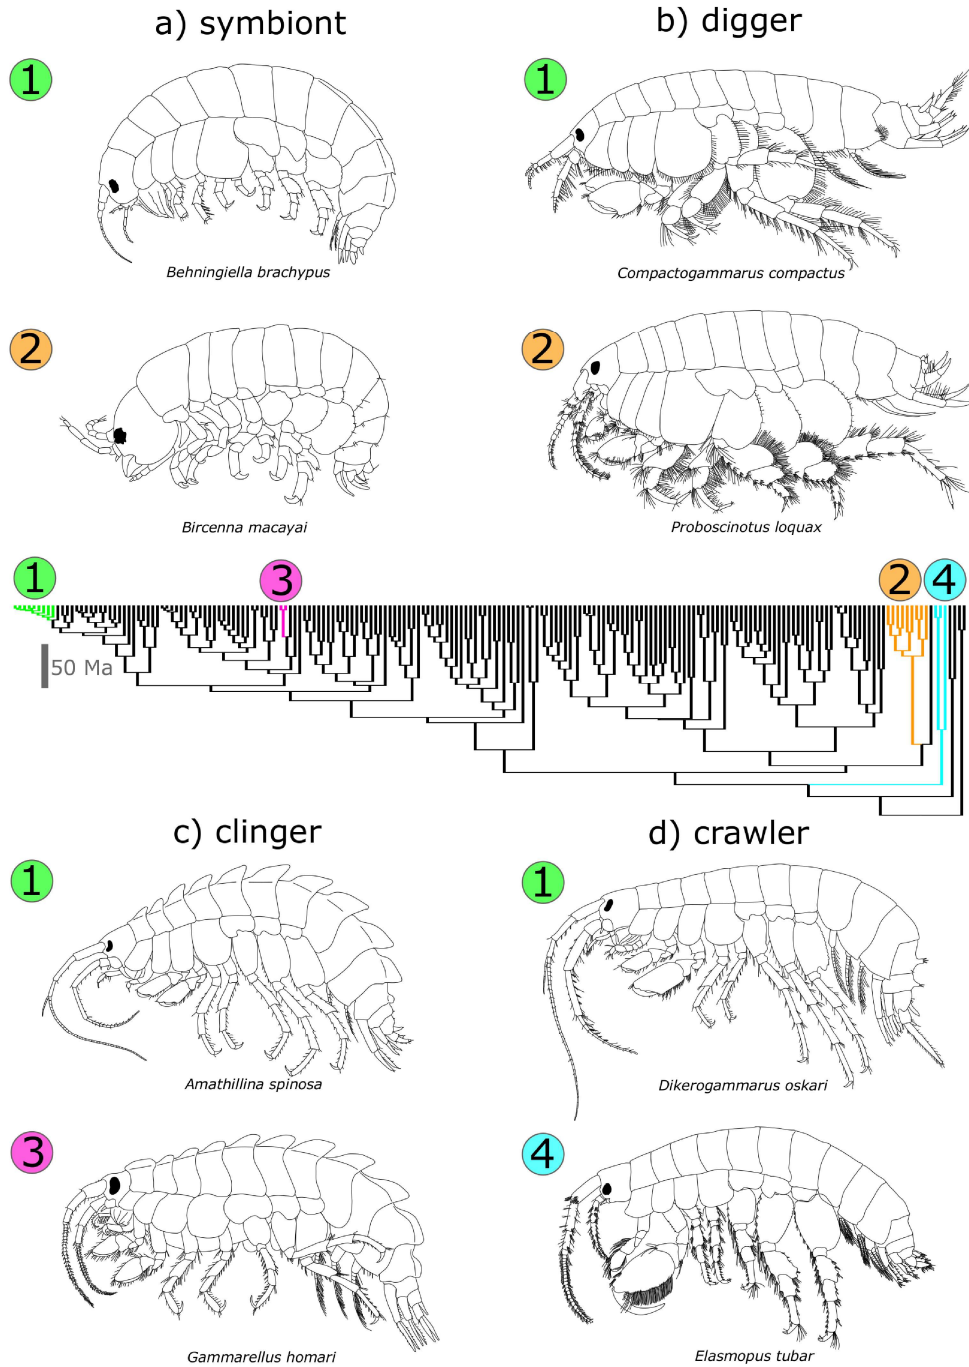 a) symbiont
b) digger
1
1
Behningiella brachypus
Compactogammarus compactus
2
2
Bircenna macayai
Proboscinotus loquax
1
3
2
4
50 Ma
c) clinger
d) crawler
1
1
Amathillina spinosa
Dikerogammarus oskari
3
4
Gammarellus homari
Elasmopus tubar